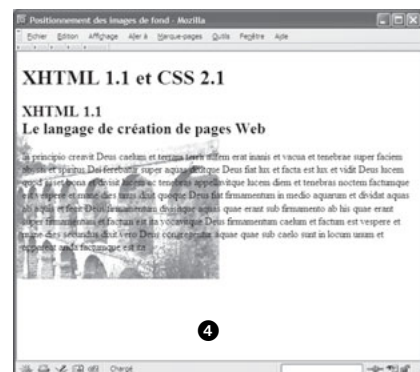 Positionnement des images de fond - Mozilla
Fichier Edition Affichage Aller à Marque-pages Outils Fenêtre Aide
XHTML 1.1 et CSS 2.1
XHTML 1.1
Le langage de création de pages Web
in principio creavit Deus caelum et terram terra autem erat inanis et vacua et tenebrae super faciem
abyssi et spiritus Dei ferebatur super aquas dixitque Deus fiat lux et facta est lux et vidit Deus lucem
quod esset bona et divisit lucem ac tenebras appellavitque lucem diem et tenebras noctem factumque
est vespere et mane dies unus dixit quoque Deus fiat firmamentum in medio aquarum et dividat aquas
ab aquis et fecit Deus firmamentum divisitque aquas quae erant sub firmamento ab his quae erant
super firmamentum et factum est ita vocavitque Deus firmamentum caelum et factum est vespere et
mane dies secundus dixit vero Deus congregentur aquae quae sub caelo sunt in locum unum et
appareat arida factumque est ita
4
Chargé